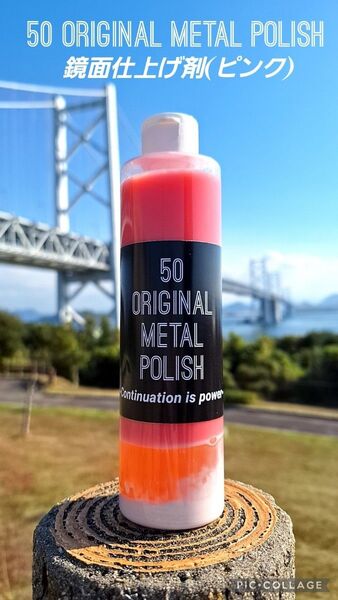 50 ORIGINAL METAL POLISH
鏡面仕上げ剤(ピンク)
50
ORIGINAL
METAL
POLISH
Continuation is power
PIC•COLLAGE